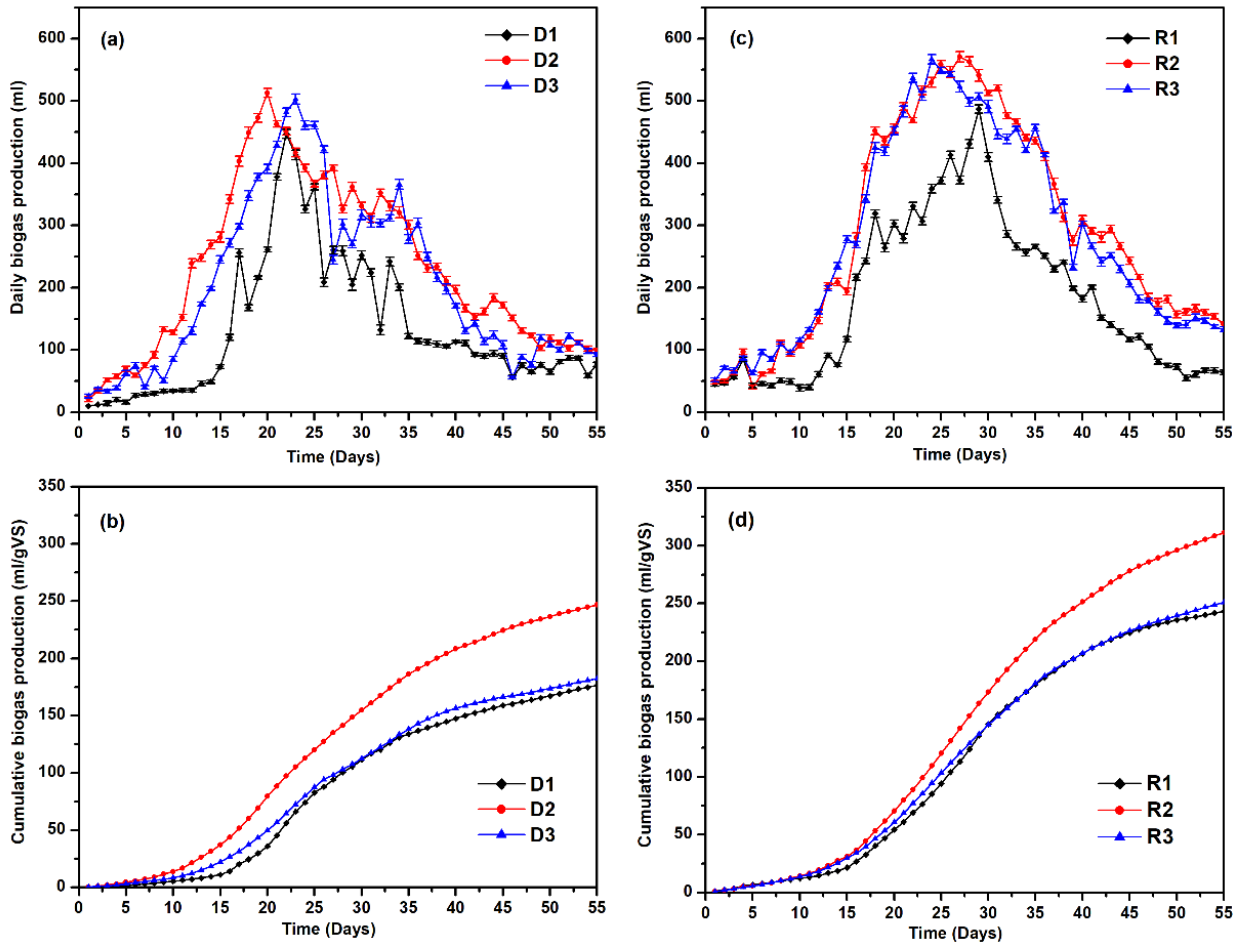 (a)
D1
D2
D3
Daily biogas production (ml)
600
500
400
300
200
100
0
0 5 10 15 20 25 30 35 40 45 50 55
Time (Days)
(c)
R1
R2
R3
Daily biogas production (ml)
600
500
400
300
200
100
0
0 5 10 15 20 25 30 35 40 45 50 55
Time (Days)
(b)
D1
D2
D3
Cumulative biogas production (ml/gVS)
350
300
250
200
150
100
50
0
0 5 10 15 20 25 30 35 40 45 50 55
Time (Days)
(d)
R1
R2
R3
Cumulative biogas production (ml/gVS)
350
300
250
200
150
100
50
0
0 5 10 15 20 25 30 35 40 45 50 55
Time (Days)